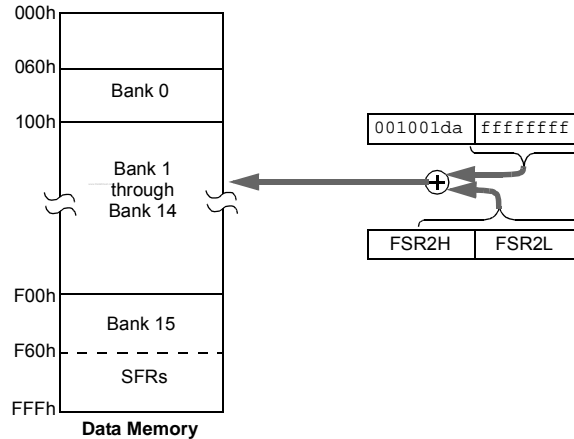 000h
060h
Bank 0
100h
001001da ffffffff
Bank 1
through
Bank 14
FSR2H FSR2L
F00h
Bank 15
F60h
SFRs
FFFh
Data Memory